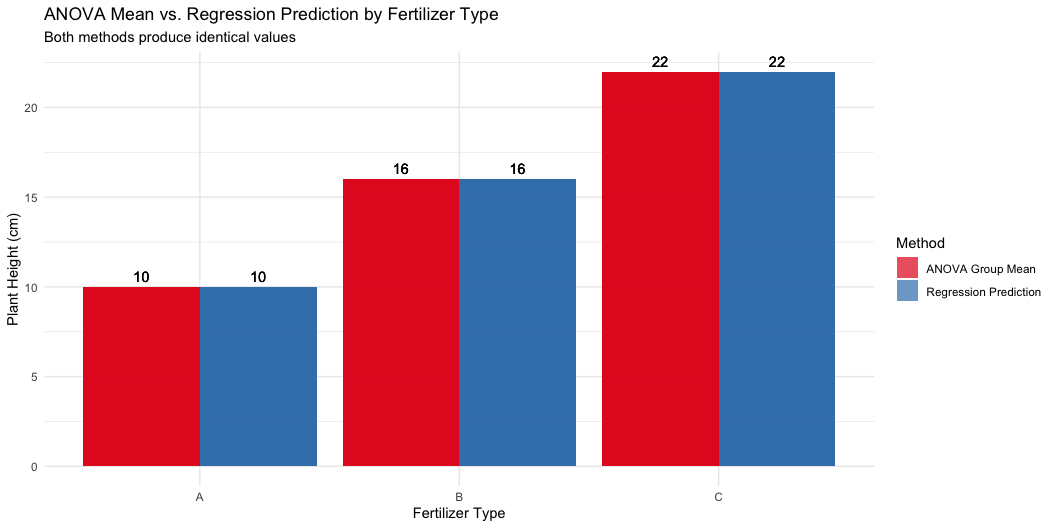 ANOVA Mean vs. Regression Prediction by Fertilizer Type
Both methods produce identical values
22 22
20
16 16
15
10 10
10
5
0
Plant Height (cm)
A B C
Fertilizer Type
Method
ANOVA Group Mean
Regression Prediction